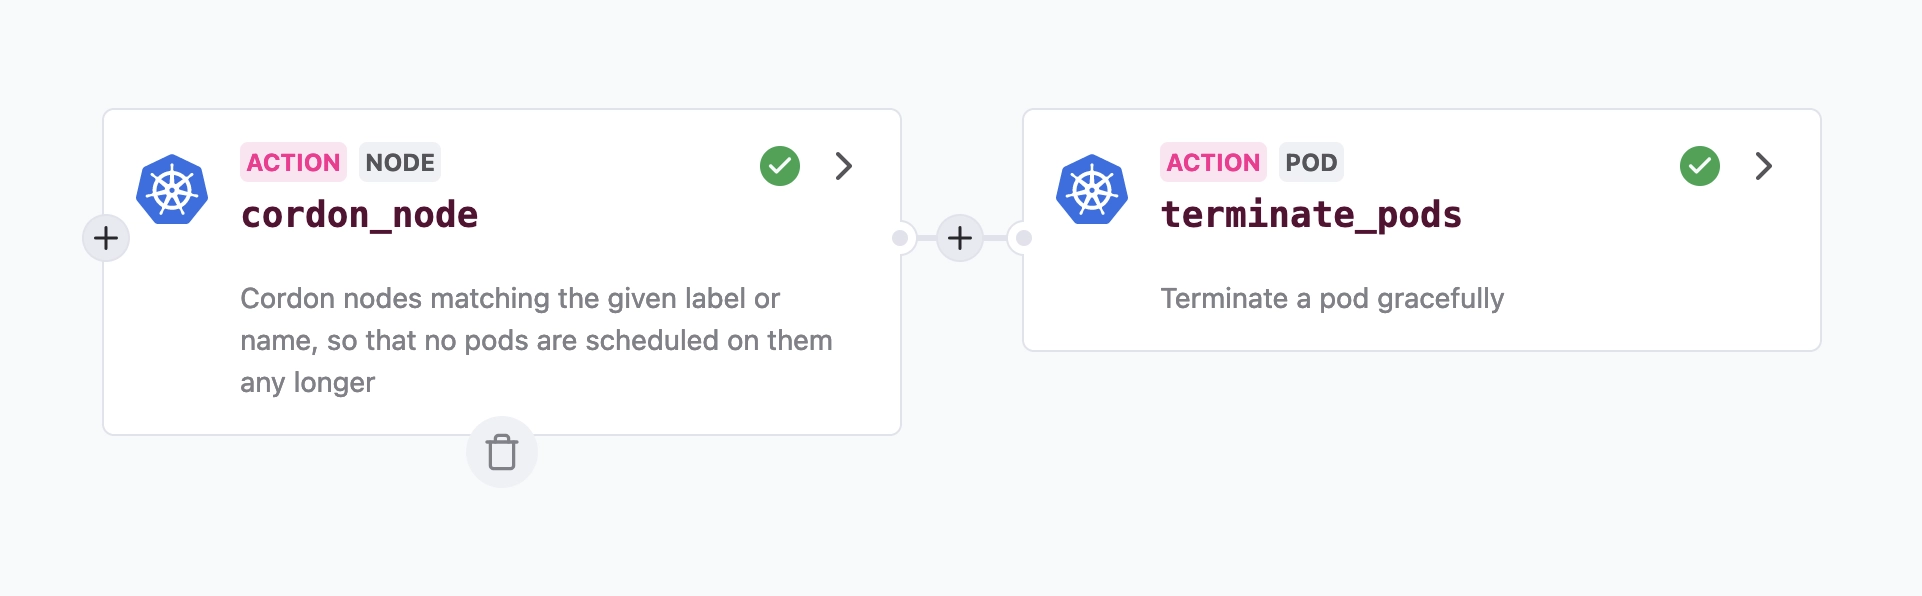 ACTION NODE
cordon_node
Cordon nodes matching the given label or
name, so that no pods are scheduled on them
any longer
ACTION POD
terminate_pods
Terminate a pod gracefully